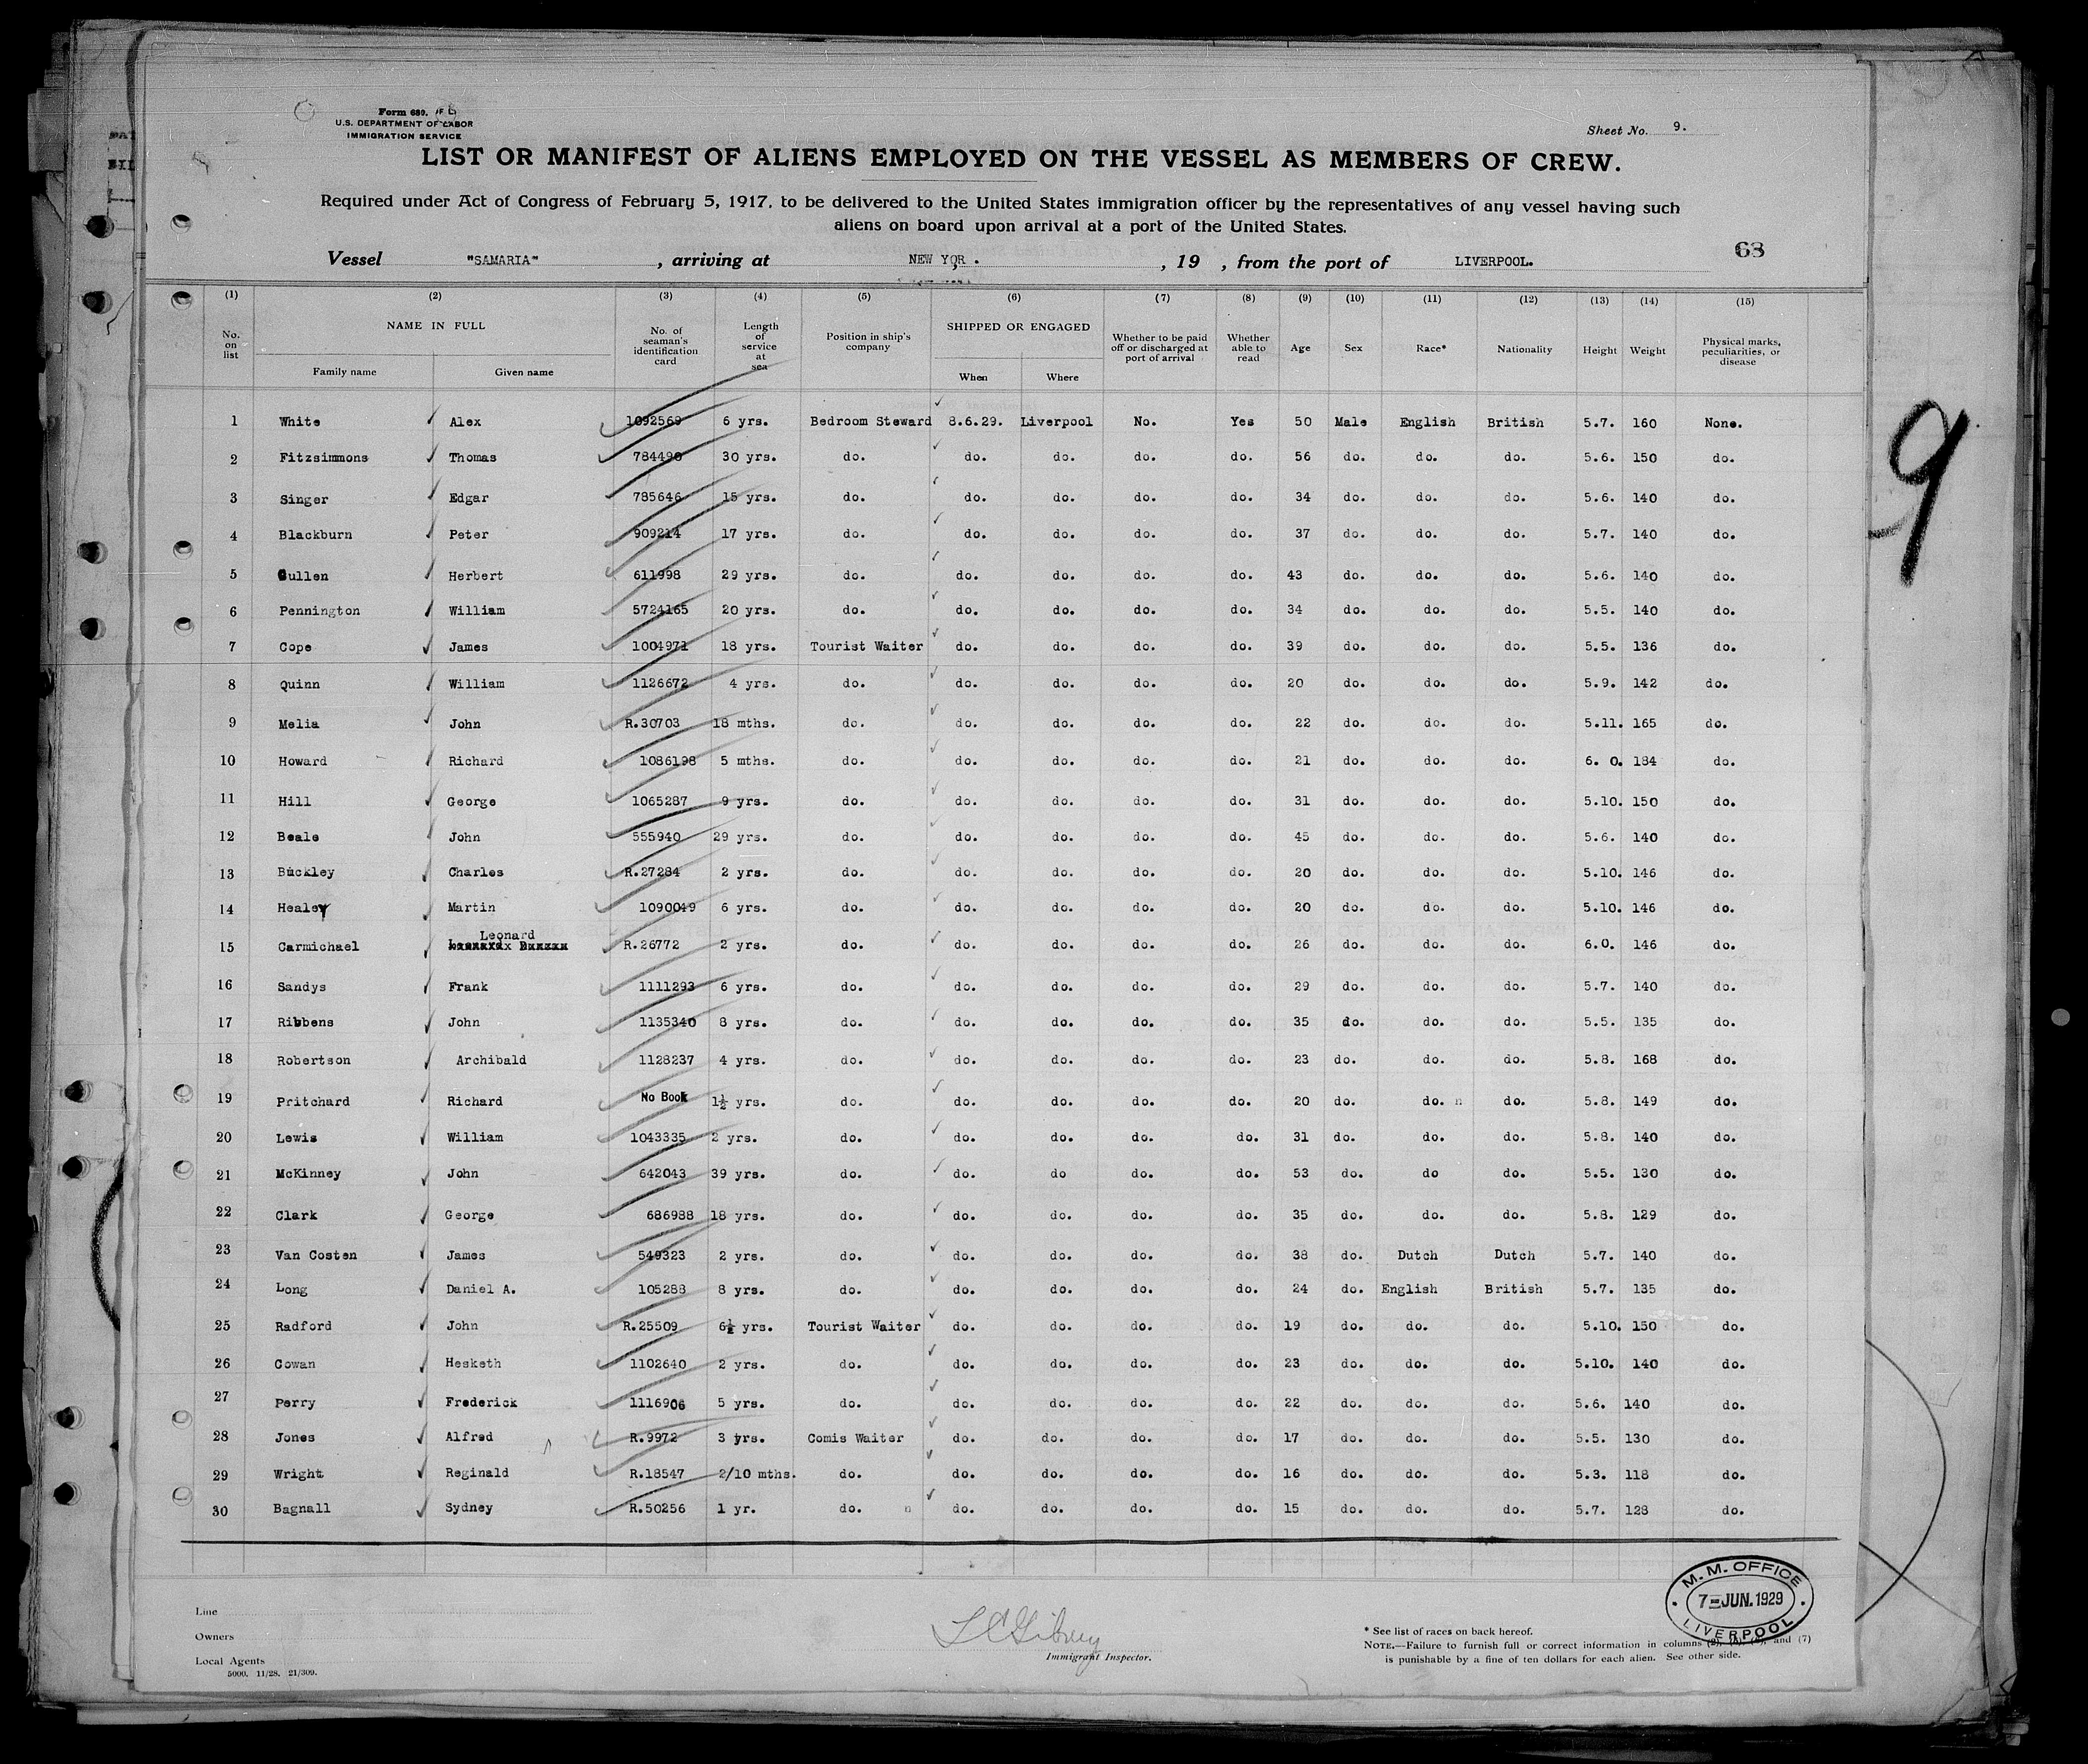 Form 689.
U.S. DEPARTMENT OF LABOR
IMMIGRATION SERVICE
Sheet No. 9.
LIST OR MANIFEST OF ALIENS EMPLOYED ON THE VESSEL AS MEMBERS OF CREW.
Required under Act of Congress of February 5, 1917, to be delivered to the United States immigration officer by the representatives of any vessel having such
aliens on board upon arrival at a port of the United States.
68
Vessel "SAMARIA" , arriving at NEW YOR . , 19 , from the port of LIVERPOOL.
(1) (2) (3) (4) (5) (6) (7) (8) (9) (10) (11) (12) (13) (14) (15)
No. on list NAME IN FULL Family name Given name No. of seaman's identification card Length of service at sea Position in ship's company SHIPPED OR ENGAGED When Where Whether to be paid off or discharged at port of arrival Whether able to read Age Sex Race* Nationality Height Weight Physical marks, peculiarities, or disease
1 White Alex 1092569 6 yrs. Bedroom Steward 8.6.29. Liverpool No. Yes 50 Male English British 5.7. 160 None.
2 Fitzsimmons Thomas 784490 30 yrs. do. do. do. do. do. 56 do. do. do. 5.6. 150 do.
3 Singer Edgar 785646 15 yrs. do. do. do. do. do. 34 do. do. do. 5.6. 140 do.
4 Blackburn Peter 909214 17 yrs. do. do. do. do. do. 37 do. do. do. 5.7. 140 do.
5 Cullen Herbert 611998 29 yrs. do. do. do. do. do. 43 do. do. do. 5.6. 140 do.
6 Pennington William 5724165 20 yrs. do. do. do. do. do. 34 do. do. do. 5.5. 140 do.
7 Cope James 1004971 18 yrs. Tourist Waiter do. do. do. do. 39 do. do. do. 5.5. 136 do.
8 Quinn William 1126672 4 yrs. do. do. do. do. do. 20 do. do. do. 5.9. 142 do.
9 Melia John R.30703 18 mths. do. do. do. do. do. 22 do. do. do. 5.11. 165 do.
10 Howard Richard 1086198 5 mths. do. do. do. do. do. 21 do. do. do. 6. 0. 184 do.
11 Hill George 1065287 9 yrs. do. do. do. do. do. 31 do. do. do. 5.10. 150 do.
12 Beale John 555940 29 yrs. do. do. do. do. do. 45 do. do. do. 5.6. 140 do.
13 Buckley Charles R.27284 2 yrs. do. do. do. do. do. 20 do. do. do. 5.10. 146 do.
14 Healey Martin 1090049 6 yrs. do. do. do. do. do. 20 do. do. do. 5.10. 146 do.
15 Carmichael Leonard R.26772 2 yrs. do. do. do. do. do. 26 do. do. do. 6.0. 146 do.
16 Sandys Frank 1111293 6 yrs. do. do. do. do. do. 29 do. do. do. 5.7. 140 do.
17 Ribbens John 1135340 8 yrs. do. do. do. do. do. 35 do. do. do. 5.5. 135 do.
18 Robertson Archibald 1128237 4 yrs. do. do. do. do. do. 23 do. do. do. 5.8. 168 do.
19 Pritchard Richard No Book 1½ yrs. do. do. do. do. do. 20 do. do. do. 5.8. 149 do.
20 Lewis William 1043335 2 yrs. do. do. do. do. do. 31 do. do. do. 5.8. 140 do.
21 McKinney John 642043 39 yrs. do. do. do do. do. 53 do. do do. 5.5. 130 do.
22 Clark George 686988 18 yrs. do. do. do. do. do. 35 do. do. do. 5.8. 129 do.
23 Van Costen James 549323 2 yrs. do. do. do. do. do. 38 do. Dutch Dutch 5.7. 140 do.
24 Long Daniel A. 105288 8 yrs. do. do. do. do. do. 24 do. English British 5.7. 135 do.
25 Radford John R.25509 6½ yrs. Tourist Waiter do. do. do. do. 19 do. do. do. 5.10. 150 do.
26 Cowan Hesketh 1102640 2 yrs. do. do. do. do. do. 23 do. do. do. 5.10. 140 do.
27 Perry Frederick 1116906 5 yrs. do. do. do. do. do. 22 do. do. do. 5.6. 140 do.
28 Jones Alfred R.9972 3 yrs. Comis Waiter do. do. do. do. 17 do. do. do. 5.5. 130 do.
29 Wright Reginald R.18547 2/10 mths. do. do. do. do. do. 16 do. do. do. 5.3. 118 do.
30 Bagnall Sydney R.50256 1 yr. do. do. do. do. do. 15 do. do. do. 5.7. 128 do.
9
M. M. OFFICE
7-JUN.1929
LIVERPOOL
Line
Owners
Local Agents
5000. 11/28. 21/309.
Immigrant Inspector.
* See list of races on back hereof.
NOTE.—Failure to furnish full or correct information in columns and (7)
is punishable by a fine of ten dollars for each alien. See other side.